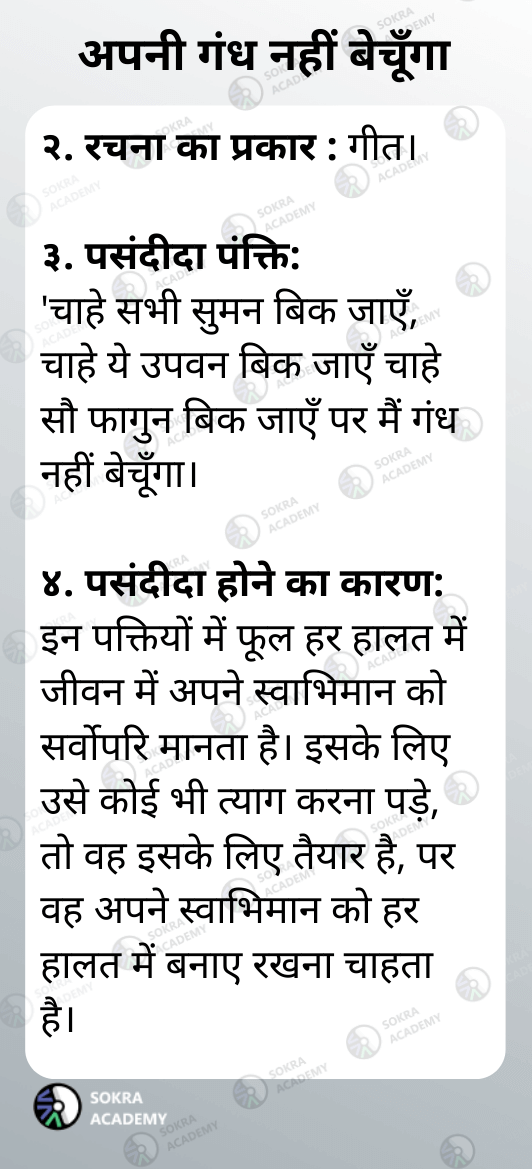 अपनी गंध नहीं बेचूँगा
२. रचना का प्रकार : गीत।
३. पसंदीदा पंक्ति:
'चाहे सभी सुमन बिक जाएँ,
चाहे ये उपवन बिक जाएँ चाहे
सौ फागुन बिक जाएँ पर मैं गंध
नहीं बेचूँगा।
४. पसंदीदा होने का कारण:
इन पक्तियों में फूल हर हालत में
जीवन में अपने स्वाभिमान को
सर्वोपरि मानता है। इसके लिए
उसे कोई भी त्याग करना पड़े,
तो वह इसके लिए तैयार है, पर
वह अपने स्वाभिमान को हर
हालत में बनाए रखना चाहता
है।
SOKRA
ACADEMY